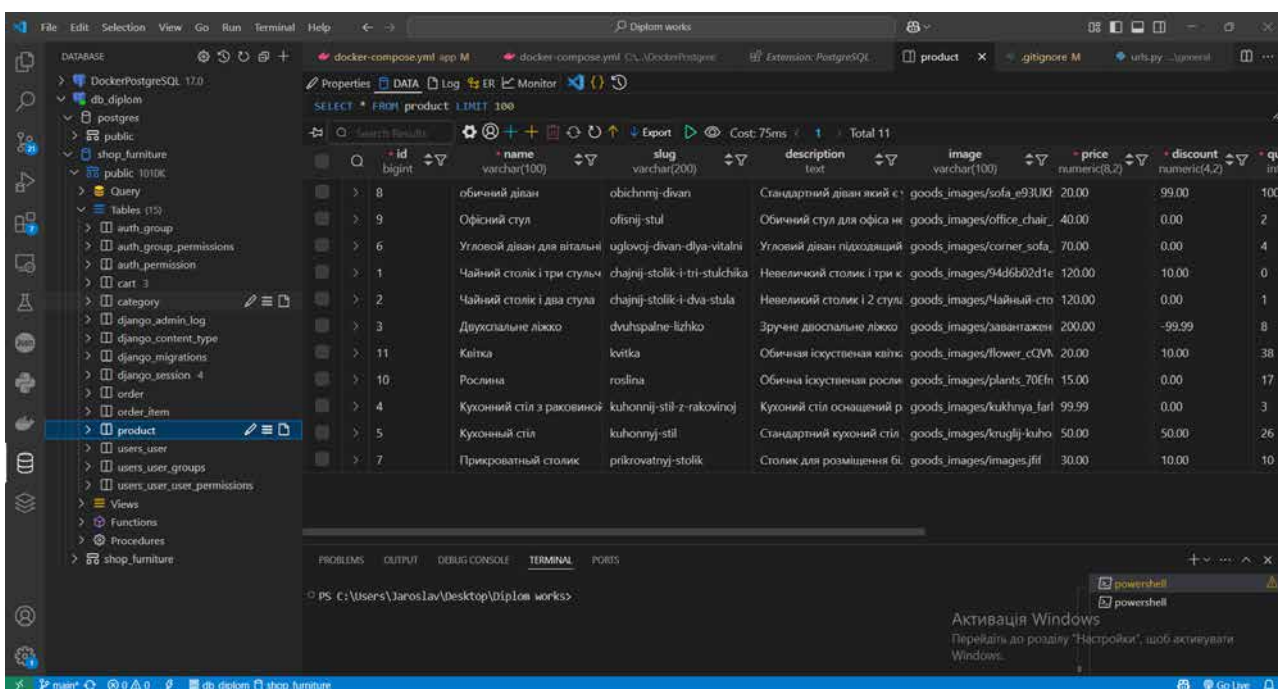 File Edit Selection View Go Run Terminal Help Diplom works
DATABASE
docker-compose.yml app M docker-compose.yml C:\...\DockerPostgree Extension: PostgreSQL product .gitignore M urls.py ...\general
DockerPostgreSQL 17.0
db_diplom
postgres
public
shop_furniture
public 1010K
Query
Tables (15)
auth_group
auth_group_permissions
auth_permission
cart 3
category
django_admin_log
django_content_type
django_migrations
django_session 4
order
order_item
product
users_user
users_user_groups
users_user_user_permissions
Views
Functions
Procedures
shop_furniture
Properties DATA Log ER Monitor
SELECT * FROM product LIMIT 100
Search Results Export Cost: 75ms 1 Total 11
* id bigint * name varchar(100) slug varchar(200) description text image varchar(100) * price numeric(8,2) * discount numeric(4,2)
8 обичний діван obichnmj-divan Стандартний діван який є goods_images/sofa_e93UKf 20.00 99.00 100
9 Офісний стул ofisnij-stul Обичний стул для офіса не goods_images/office_chair_ 40.00 0.00 2
6 Угловой діван для вітальні uglovoj-divan-dlya-vitalni Угловий діван підходящий goods_images/corner_sofa_ 70.00 0.00 4
1 Чайний столік і три стульч chajnij-stolik-i-tri-stulchika Невеличкий столик і три к goods_images/94d6b02d1e 120.00 10.00 0
2 Чайний столік і два стула chajnij-stolik-i-dva-stula Невеликий столик і 2 стула goods_images/Чайный-сто 120.00 0.00 1
3 Двухспальне ліжко dvuhspalne-lizhko Зручне двоспальне ліжко goods_images/завантажен 200.00 -99.99 8
11 Квітка kvitka Обичная іскуственая квітк goods_images/flower_cQVN 20.00 10.00 38
10 Рослина roslina Обична іскуственая росли goods_images/plants_70Efn 15.00 0.00 17
4 Кухонний стіл з раковиной kuhonnij-stil-z-rakovinoj Кухоний стіл оснащений р goods_images/kukhnya_farl 99.99 0.00 3
5 Кухонный стіл kuhonnyj-stil Стандартний кухоний стіл goods_images/kruglij-kuho 50.00 50.00 26
7 Прикроватный столик prikrovatnyj-stolik Столик для розміщення бі goods_images/images.jfif 30.00 10.00 10
PROBLEMS OUTPUT DEBUG CONSOLE TERMINAL PORTS
PS C:\Users\Jaroslav\Desktop\Diplom works>
powershell
powershell
Активація Windows
Перейдіть до розділу "Настройки", щоб активувати
Windows.
main* 0 0 db_diplom shop_furniture Go Live